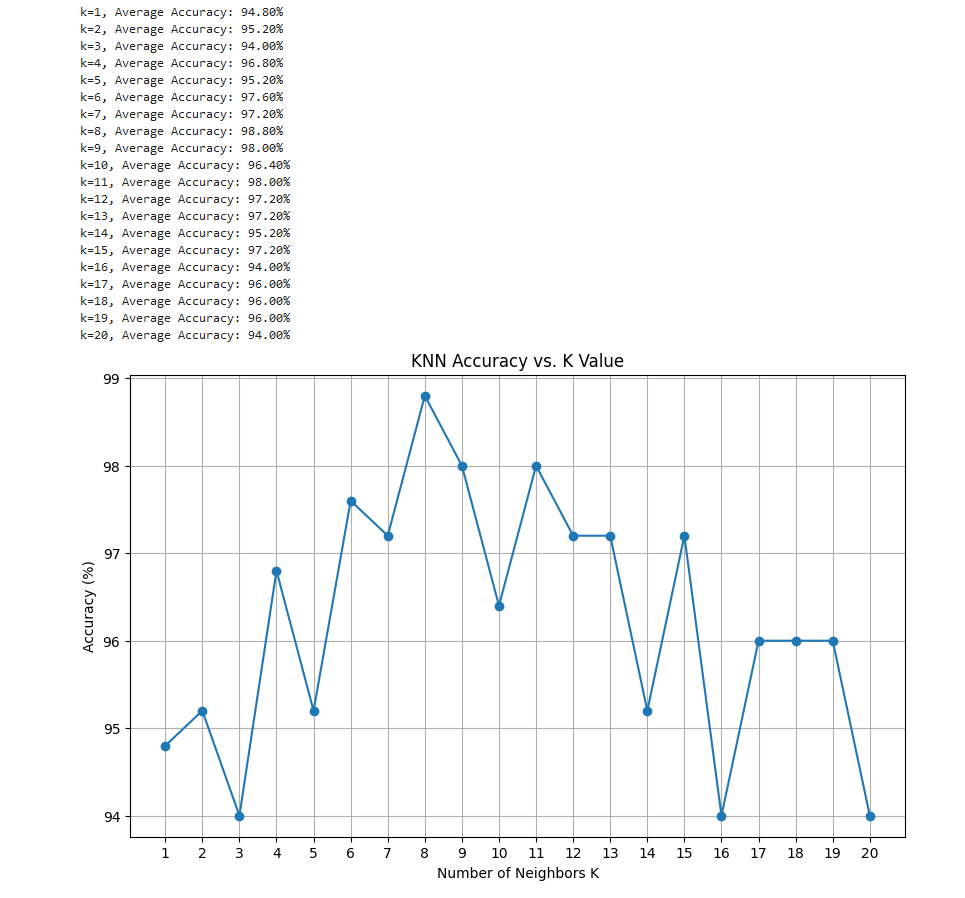 k=1, Average Accuracy: 94.80%
k=2, Average Accuracy: 95.20%
k=3, Average Accuracy: 94.00%
k=4, Average Accuracy: 96.80%
k=5, Average Accuracy: 95.20%
k=6, Average Accuracy: 97.60%
k=7, Average Accuracy: 97.20%
k=8, Average Accuracy: 98.80%
k=9, Average Accuracy: 98.00%
k=10, Average Accuracy: 96.40%
k=11, Average Accuracy: 98.00%
k=12, Average Accuracy: 97.20%
k=13, Average Accuracy: 97.20%
k=14, Average Accuracy: 95.20%
k=15, Average Accuracy: 97.20%
k=16, Average Accuracy: 94.00%
k=17, Average Accuracy: 96.00%
k=18, Average Accuracy: 96.00%
k=19, Average Accuracy: 96.00%
k=20, Average Accuracy: 94.00%
KNN Accuracy vs. K Value
99
98
97
96
95
94
Accuracy (%)
1 2 3 4 5 6 7 8 9 10 11 12 13 14 15 16 17 18 19 20
Number of Neighbors K